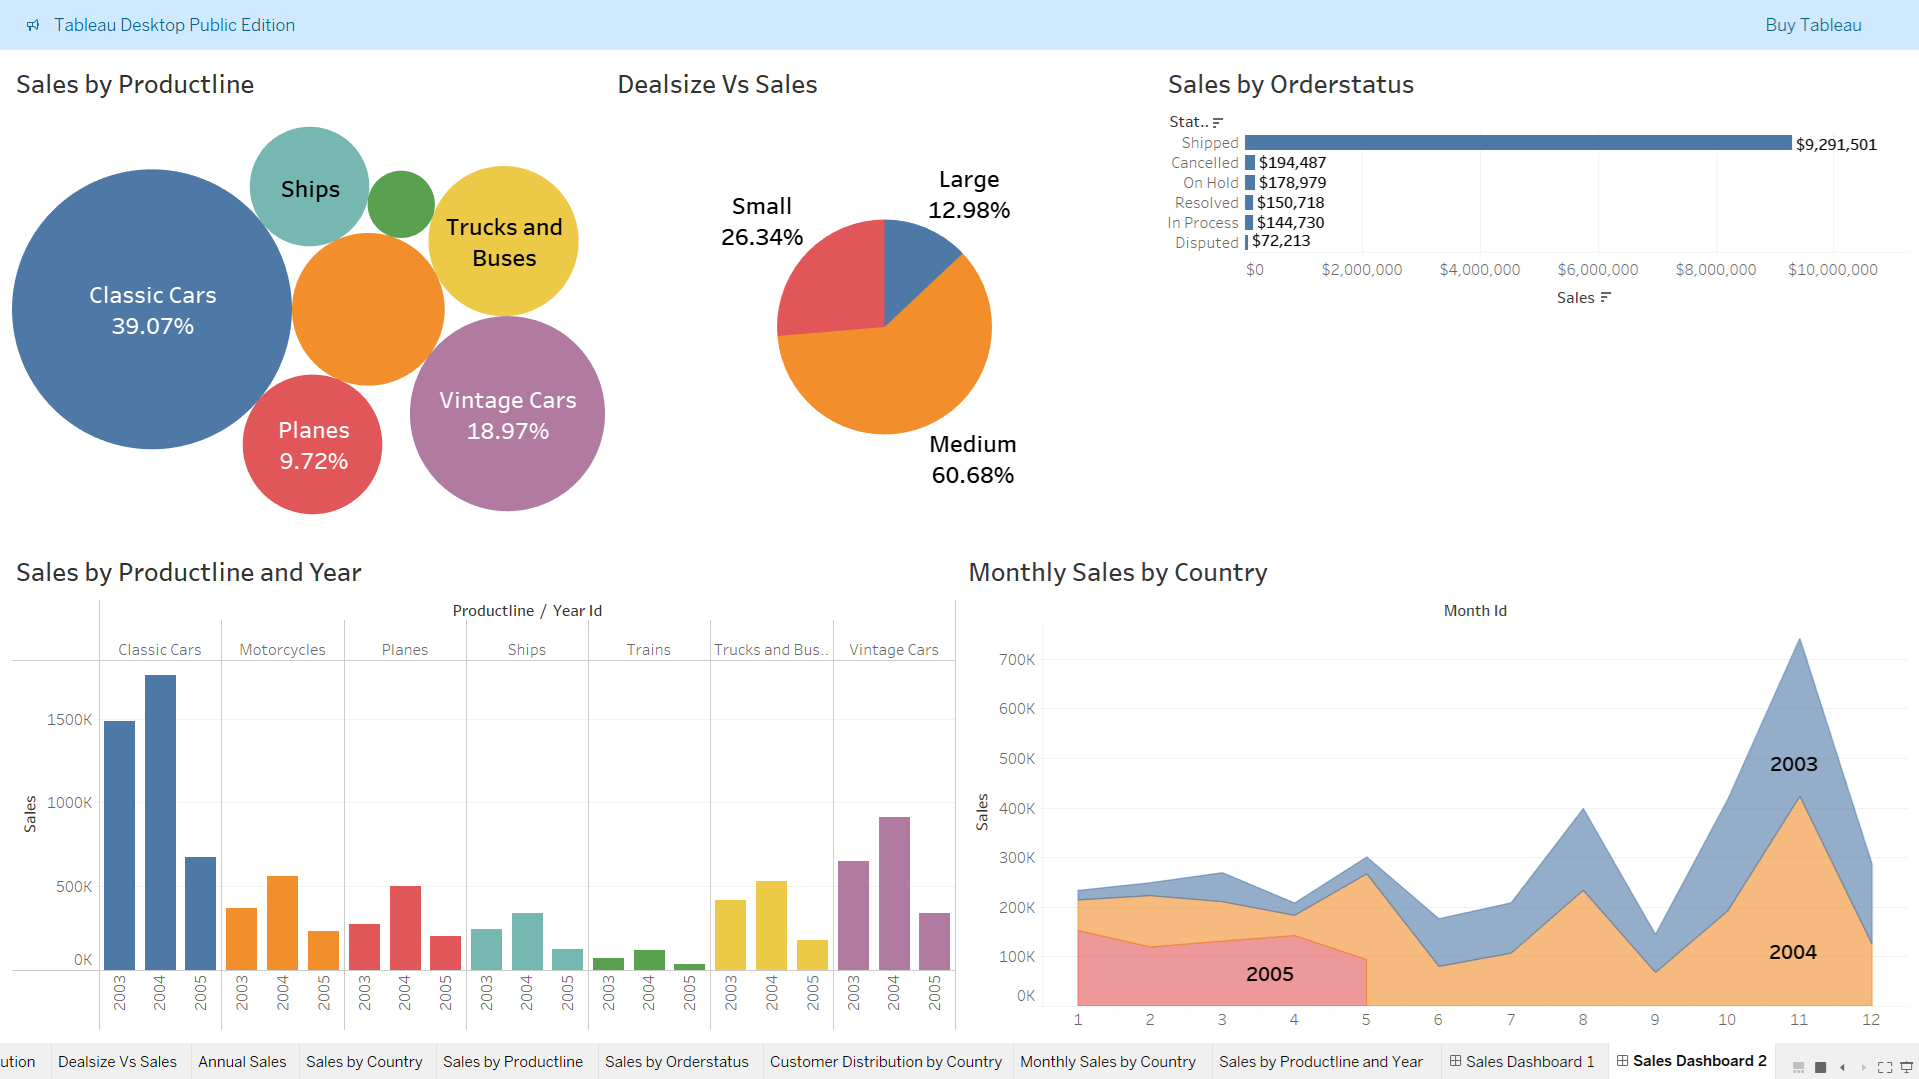 Tableau Desktop Public Edition
Buy Tableau
Sales by Productline
Ships
Trucks and
Buses
Classic Cars
39.07%
Vintage Cars
18.97%
Planes
9.72%
Dealsize Vs Sales
Large
12.98%
Small
26.34%
Medium
60.68%
Sales by Orderstatus
Stat..
Shipped $9,291,501
Cancelled $194,487
On Hold $178,979
Resolved $150,718
In Process $144,730
Disputed $72,213
$0 $2,000,000 $4,000,000 $6,000,000 $8,000,000 $10,000,000
Sales
Sales by Productline and Year
Productline / Year Id
Classic Cars Motorcycles Planes Ships Trains Trucks and Bus.. Vintage Cars
1500K
1000K
500K
0K
Sales
2003 2004 2005 2003 2004 2005 2003 2004 2005 2003 2004 2005 2003 2004 2005 2003 2004 2005 2003 2004 2005
Monthly Sales by Country
Month Id
700K
600K
500K
400K
300K
200K
100K
0K
Sales
2003
2004
2005
1 2 3 4 5 6 7 8 9 10 11 12
ution Dealsize Vs Sales Annual Sales Sales by Country Sales by Productline Sales by Orderstatus Customer Distribution by Country Monthly Sales by Country Sales by Productline and Year Sales Dashboard 1 Sales Dashboard 2